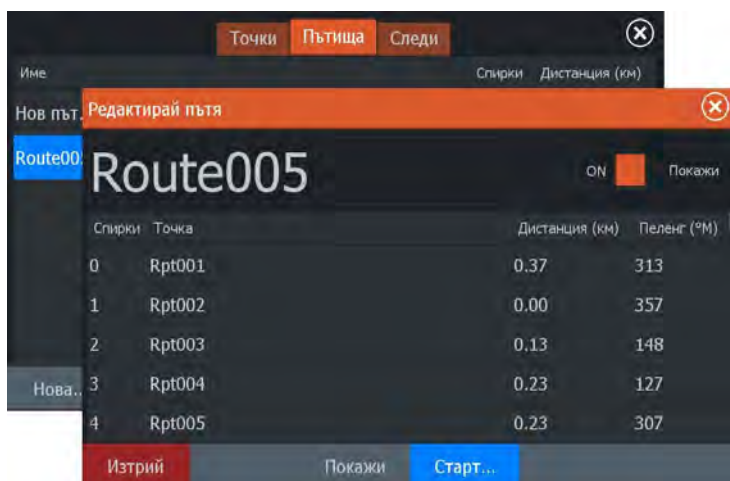 Точки Пътища Следи
Име Спирки Дистанция (км)
Нов път.
Редактирай пътя
Route00
Route005 ON Покажи
Спирки Точка Дистанция (км) Пеленг (°M)
0 Rpt001 0.37 313
1 Rpt002 0.00 357
2 Rpt003 0.13 148
3 Rpt004 0.23 127
4 Rpt005 0.23 307
Нова..
Изтрий Покажи Старт...